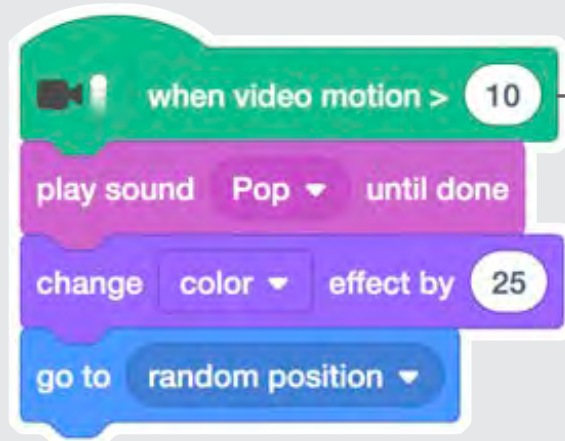 when video motion > 10
play sound Pop until done
change color effect by 25
go to random position